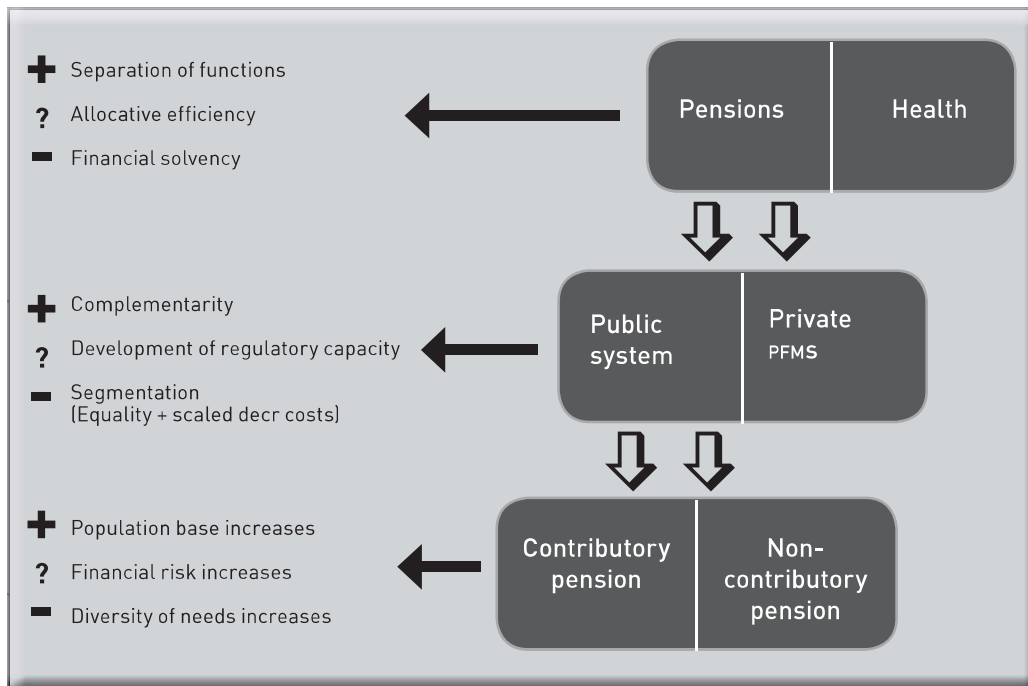 + Separation of functions
? Allocative efficiency
- Financial solvency
Pensions
Health
+ Complementarity
? Development of regulatory capacity
- Segmentation
(Equality + scaled decr costs)
Public
system
Private
PFMS
+ Population base increases
? Financial risk increases
- Diversity of needs increases
Contributory
pension
Non-
contributory
pension